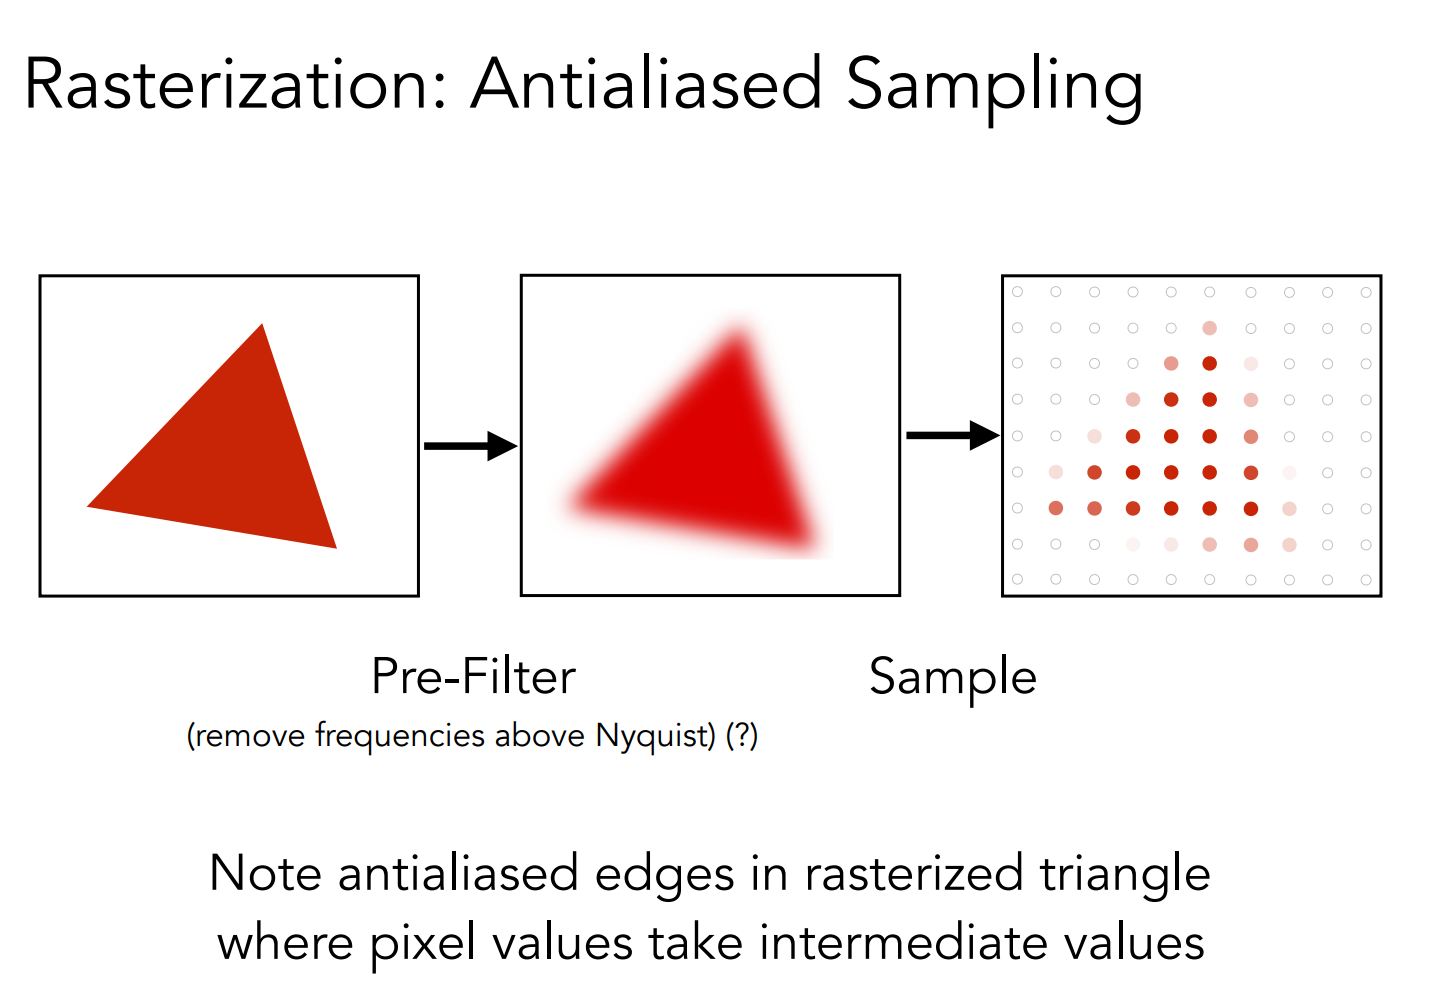 Rasterization: Antialiased Sampling
Pre-Filter
Sample
(remove frequencies above Nyquist) (?)
Note antialiased edges in rasterized triangle
where pixel values take intermediate values